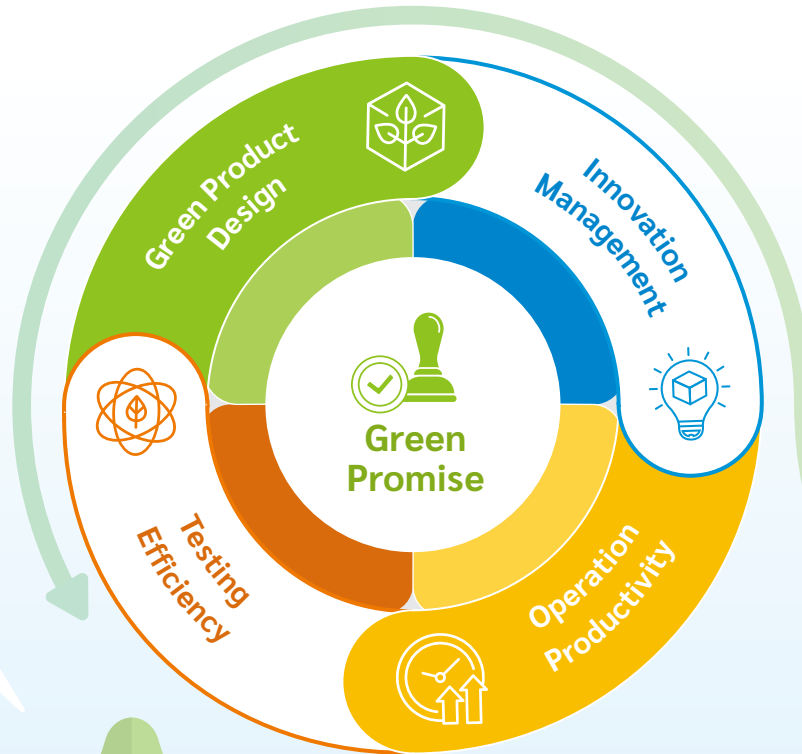 Green Product
Design
Innovation
Management
Green
Promise
Testing
Efficiency
Operation
Productivity